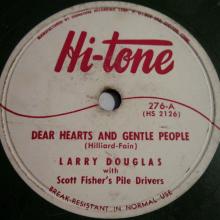 Hi-tone
276-A
(HS 2126)
DEAR HEARTS AND GENTLE PEOPLE
(Hilliard-Fain)
LARRY DOUGLAS
with
Scott Fisher's Pile Drivers
BREAK-RESISTANT IN NORMAL USE